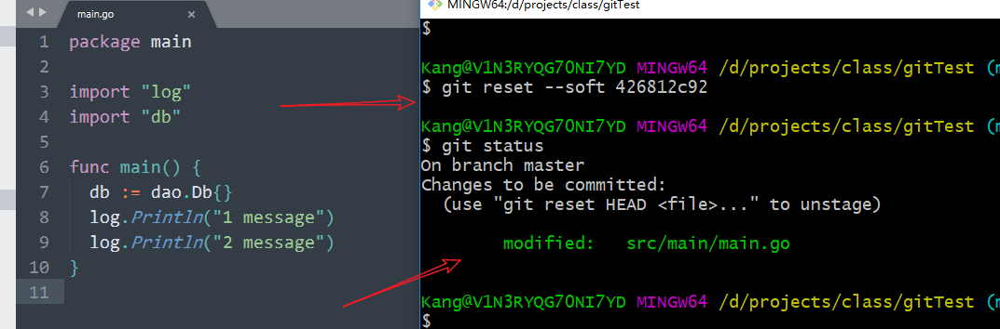 main.go
×
1 package main
2
3 import "log"
4 import "db"
5
6 func main() {
7 db := dao.Db{}
8 log.Println("1 message")
9 log.Println("2 message")
10 }
11
MINGW64:/d/projects/class/gitTest
$
Kang@V1N3RYQG70NI7YD MINGW64 /d/projects/class/gitTest (
$ git reset --soft 426812c92
Kang@V1N3RYQG70NI7YD MINGW64 /d/projects/class/gitTest (
$ git status
On branch master
Changes to be committed:
(use "git reset HEAD <file>..." to unstage)
modified: src/main/main.go
Kang@V1N3RYQG70NI7YD MINGW64 /d/projects/class/gitTest (
$